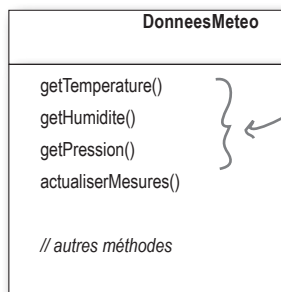 DonneesMeteo
getTemperature()
getHumidite()
getPression()
actualiserMesures()
// autres méthodes